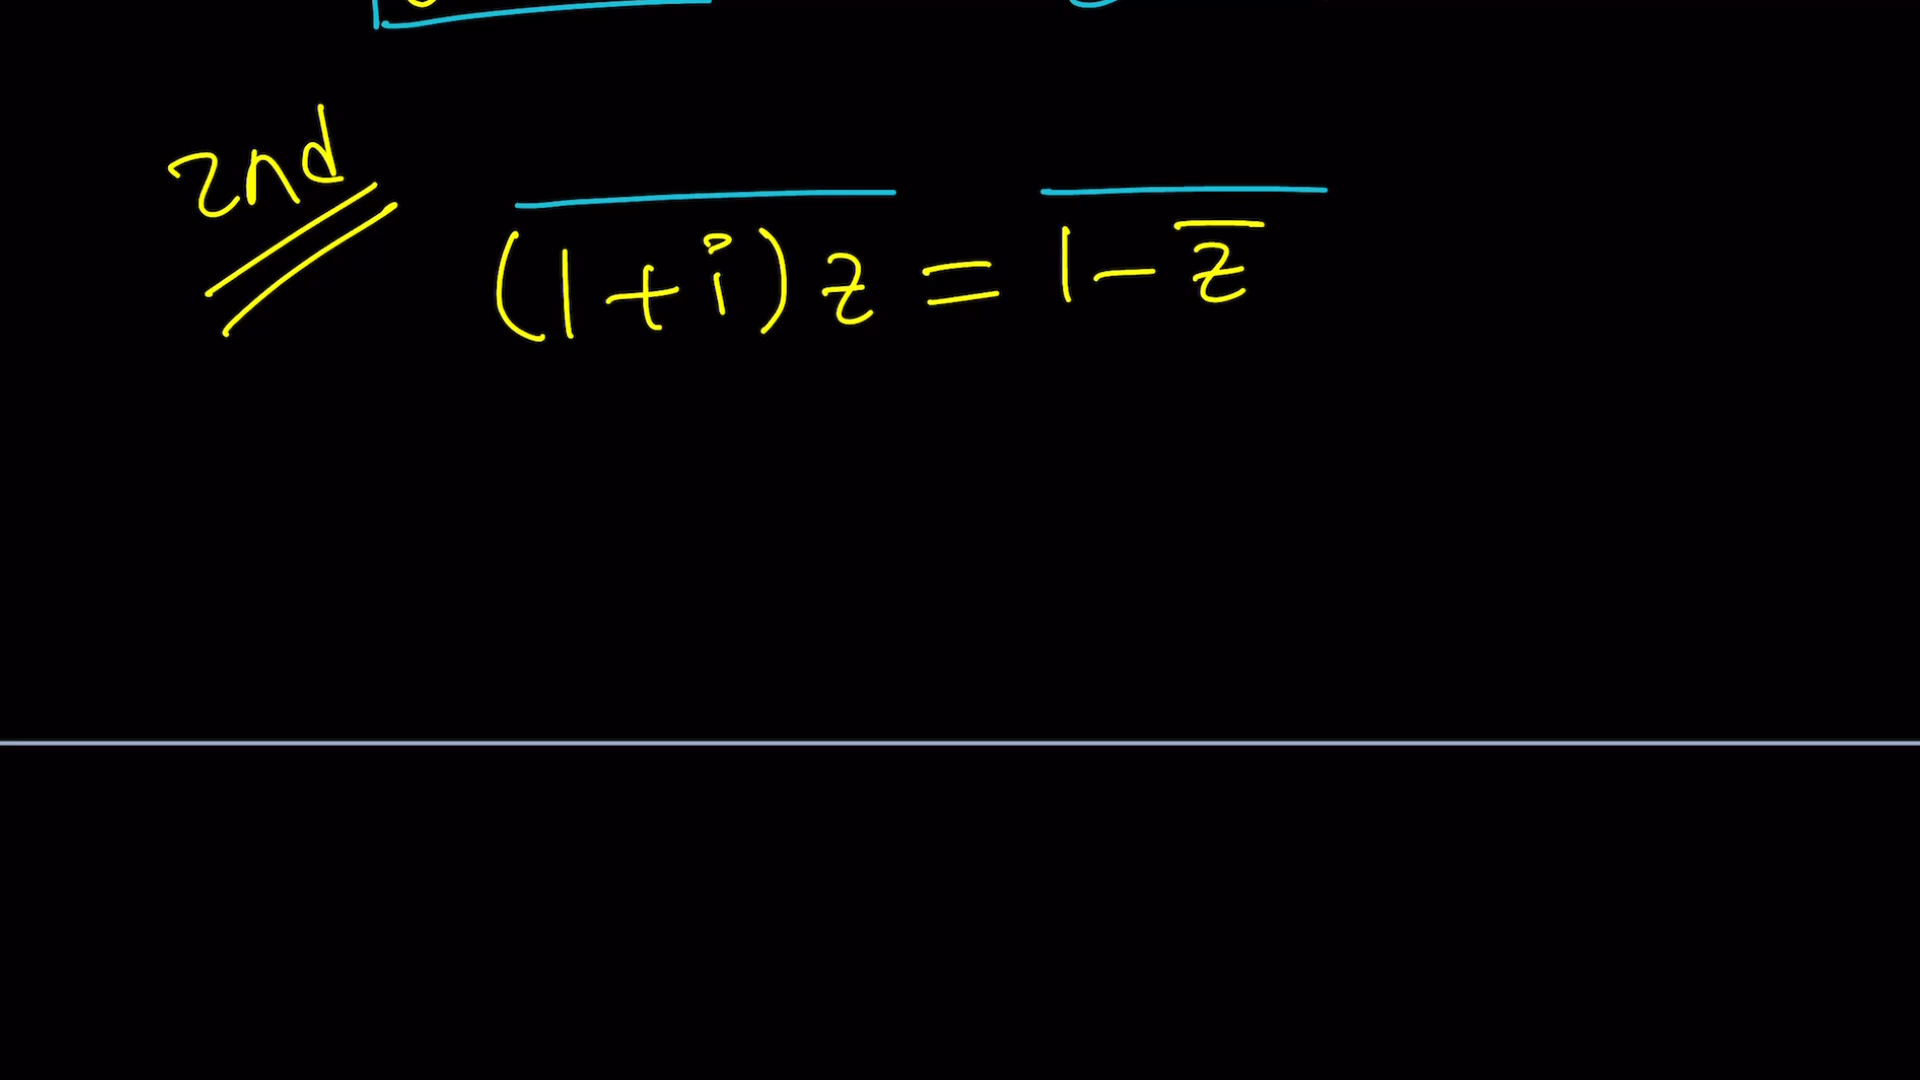 2nd
(1+i)z = 1-z̅